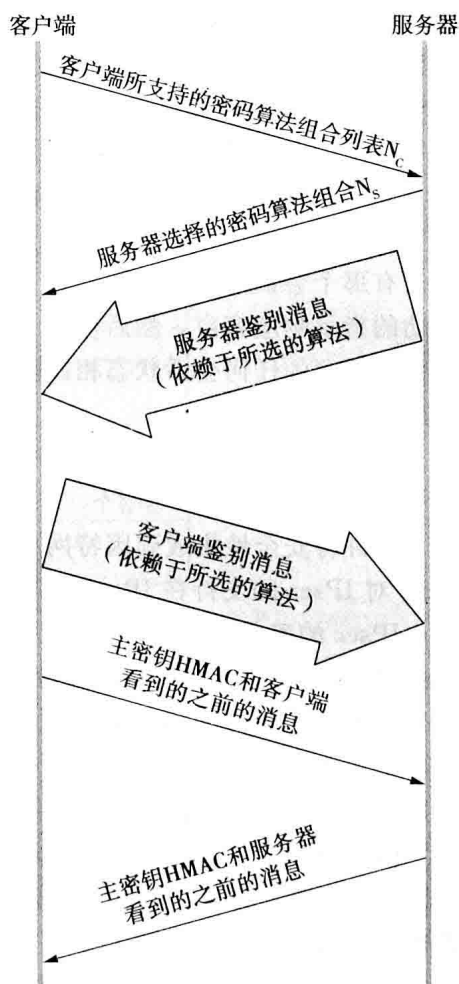 客户端
服务器
客户端所支持的密码算法组合列表Nc
服务器选择的密码算法组合Ns
服务器鉴别消息
(依赖于所选的算法)
客户端鉴别消息
(依赖于所选的算法)
主密钥HMAC和客户端
看到的之前的消息
主密钥HMAC和服务器
看到的之前的消息